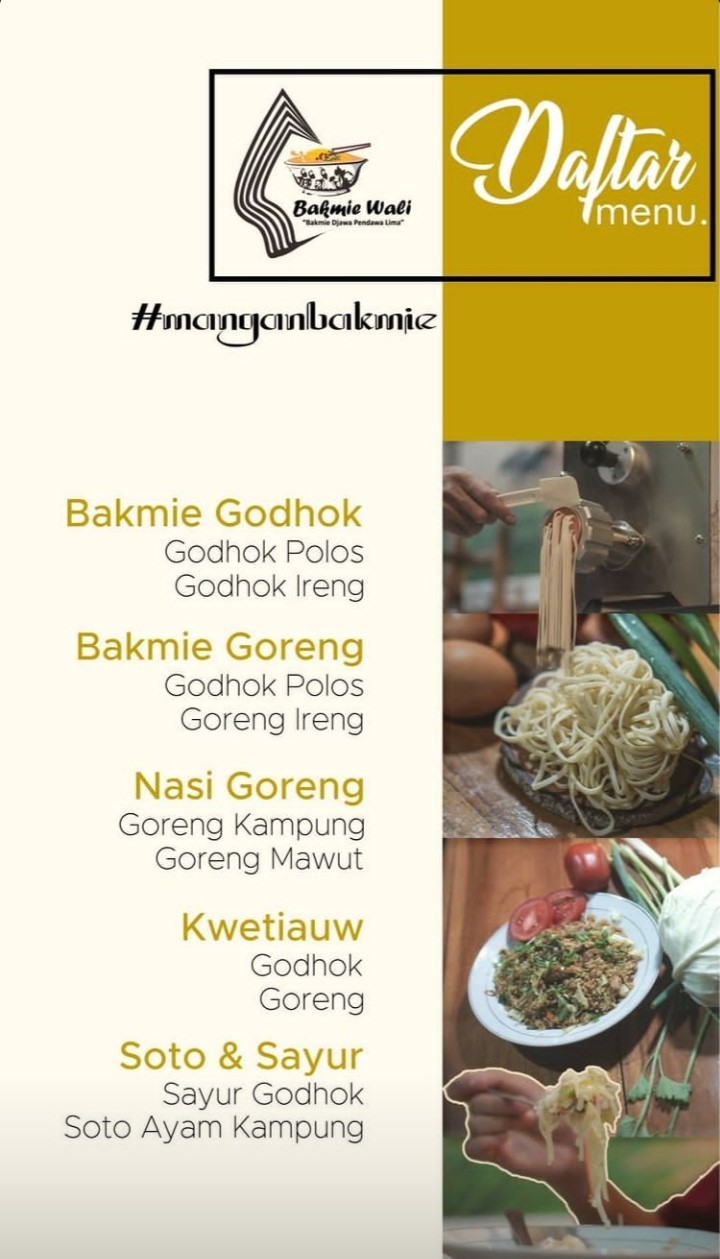 Daftar
menu.
Bakmie Wali
"Bakmie Djawa Pendawa Lima"
#manganbakmie
Bakmie Godhok
Godhok Polos
Godhok Ireng
Bakmie Goreng
Godhok Polos
Goreng Ireng
Nasi Goreng
Goreng Kampung
Goreng Mawut
Kwetiauw
Godhok
Goreng
Soto & Sayur
Sayur Godhok
Soto Ayam Kampung